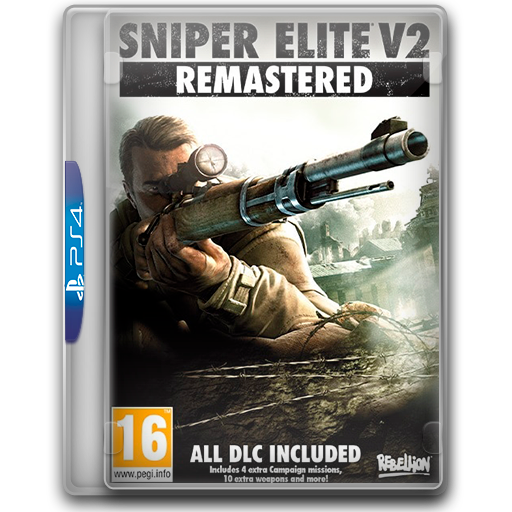 SNIPER ELITE V2
REMASTERED
PS4
16
www.pegi.info
ALL DLC INCLUDED
Includes 4 extra Campaign missions,
10 extra weapons and more!
REBELLION